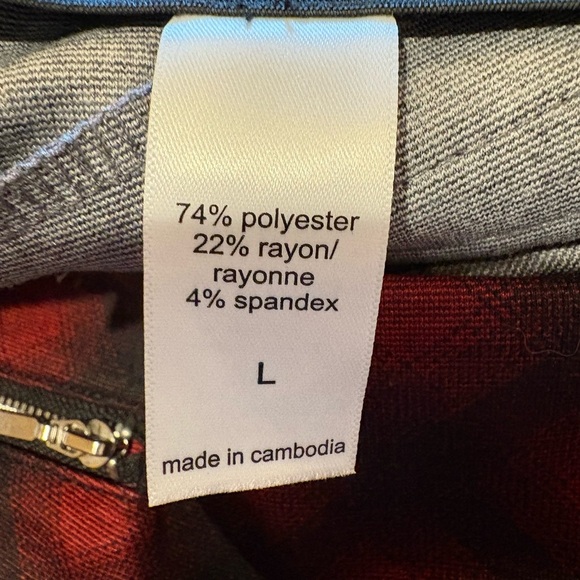 74% polyester
22% rayon/
rayonne
4% spandex
L
made in cambodia